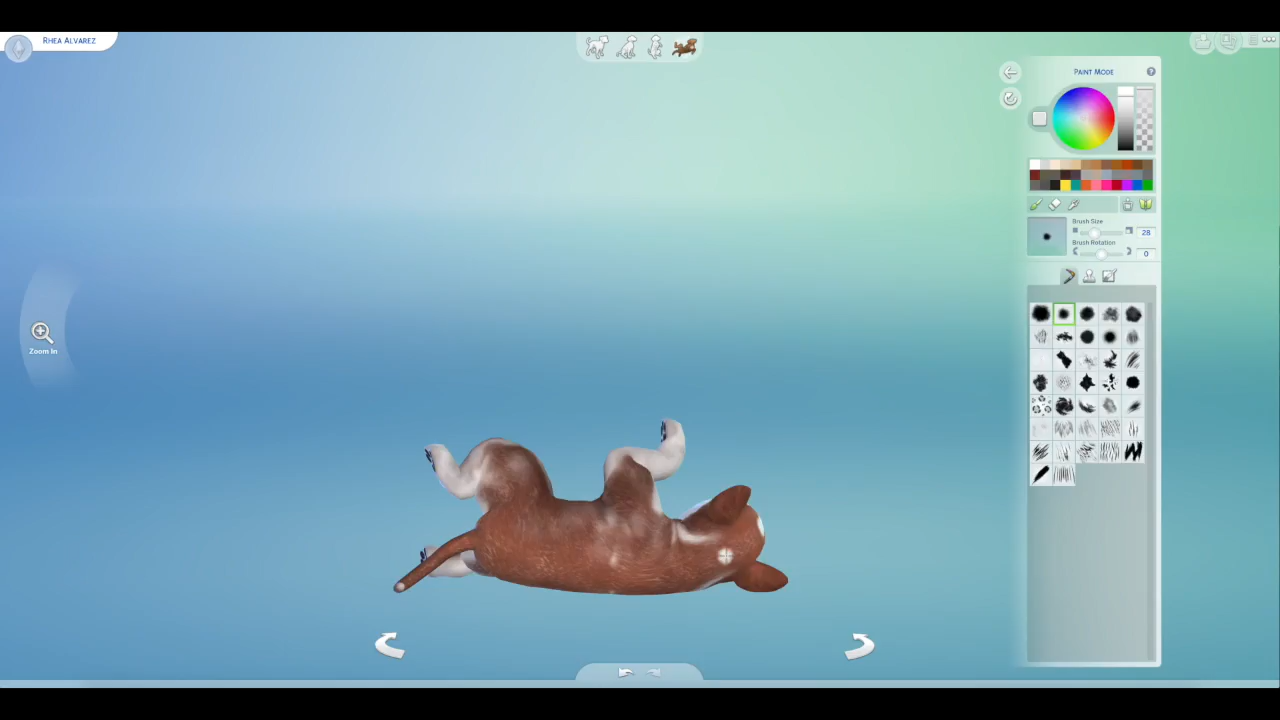 Rhea Alvarez
Paint Mode
?
Brush Size
28
Brush Rotation
0
Zoom In